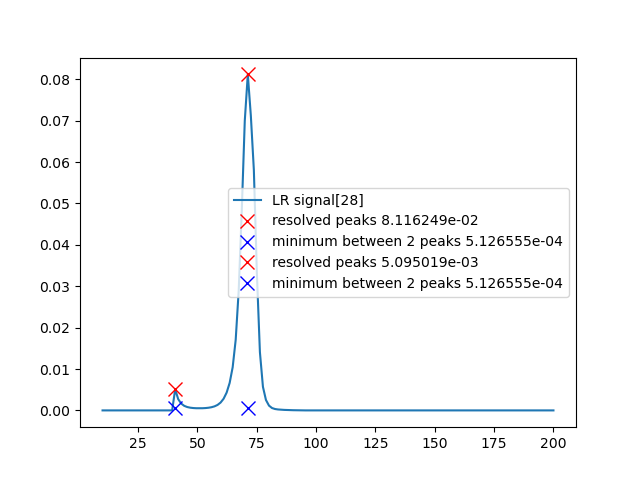 0.08
0.07
0.06
0.05
0.04
0.03
0.02
0.01
0.00
LR signal[28]
resolved peaks 8.116249e-02
minimum between 2 peaks 5.126555e-04
resolved peaks 5.095019e-03
minimum between 2 peaks 5.126555e-04
25 50 75 100 125 150 175 200